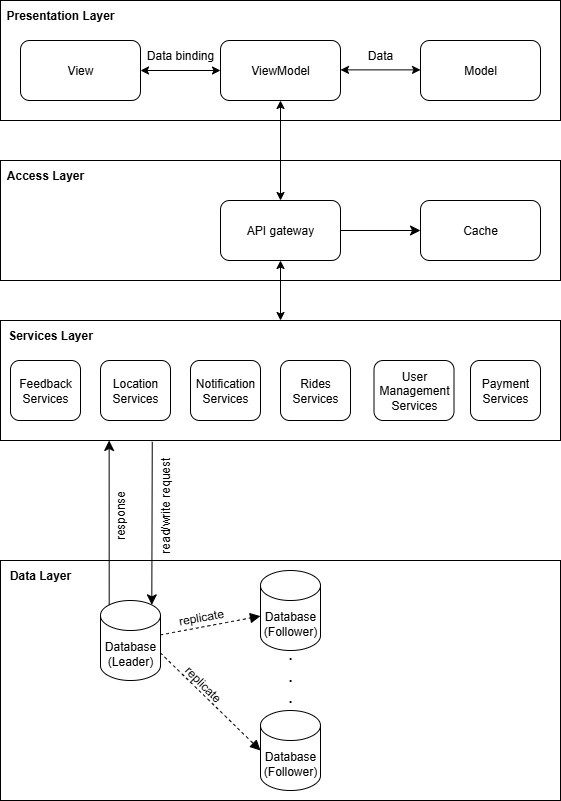 Presentation Layer
View
Data binding
ViewModel
Data
Model
Access Layer
API gateway
Cache
Services Layer
Feedback
Services
Location
Services
Notification
Services
Rides
Services
User
Management
Services
Payment
Services
response
read/write request
Data Layer
Database
(Leader)
replicate
Database
(Follower)
replicate
Database
(Follower)